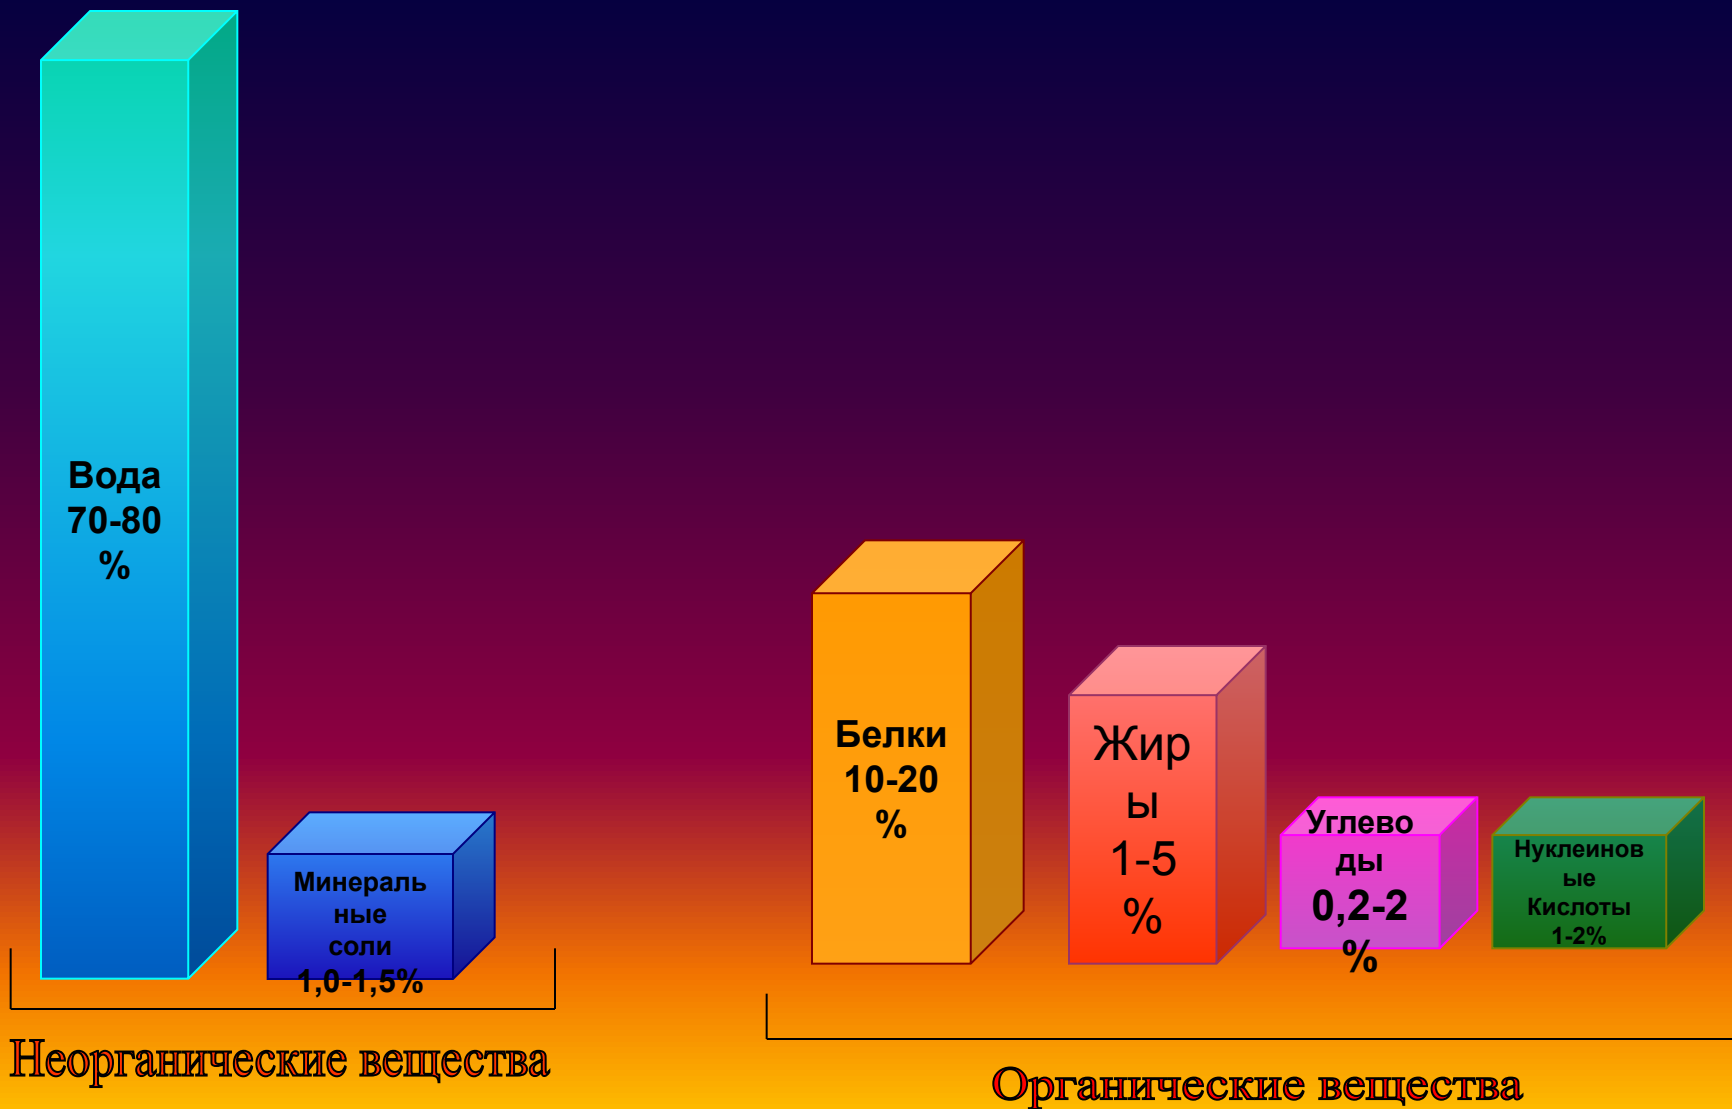 Вода
70-80
%
Минераль
ные
соли
1,0-1,5%
Неорганические вещества
Белки
10-20
%
Жир
ы
1-5
%
Углево
ды
0,2-2
%
Нуклеинов
ые
Кислоты
1-2%
Органические вещества